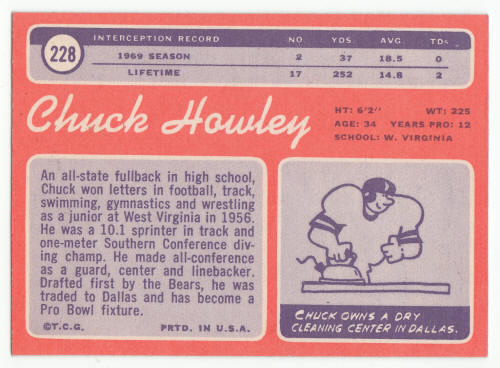 228
INTERCEPTION RECORD NO. YDS. AVG. TDs
1969 SEASON 2 37 18.5 0
LIFETIME 17 252 14.8 2
Chuck Howley
HT: 6'2" WT: 225
AGE: 34 YEARS PRO: 12
SCHOOL: W. VIRGINIA
An all-state fullback in high school,
Chuck won letters in football, track,
swimming, gymnastics and wrestling
as a junior at West Virginia in 1956.
He was a 10.1 sprinter in track and
one-meter Southern Conference div-
ing champ. He made all-conference
as a guard, center and linebacker.
Drafted first by the Bears, he was
traded to Dallas and has become a
Pro Bowl fixture.
©T.C.G. PRTD. IN U.S.A.
CHUCK OWNS A DRY
CLEANING CENTER IN DALLAS.